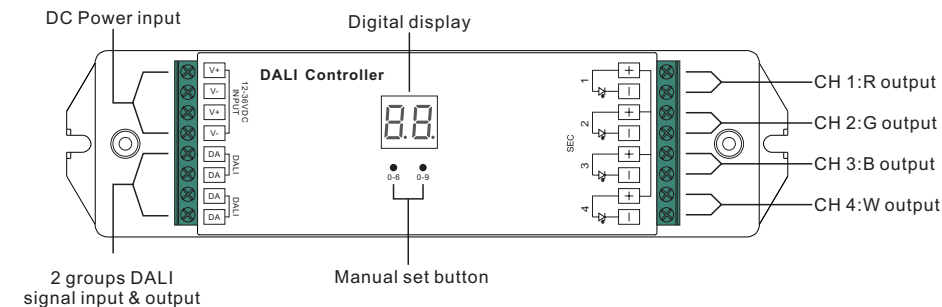 DC Power input
Digital display
DALI Controller
V+
V-
V+
V-
DA
DA
DA
DA
12-36VDC
INPUT
DALI
DALI
8.8.
0-6
0-9
SEC
1
+
−
2
+
−
3
+
−
4
+
−
CH 1:R output
CH 2:G output
CH 3:B output
CH 4:W output
2 groups DALI
signal input & output
Manual set button